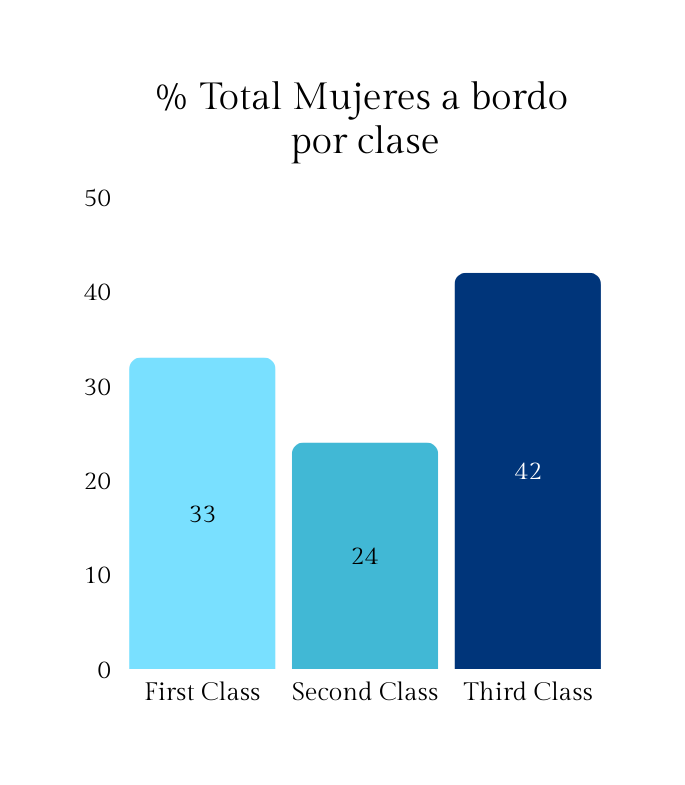 % Total Mujeres a bordo
por clase
50
40
30
20
10
0
33
24
42
First Class
Second Class
Third Class